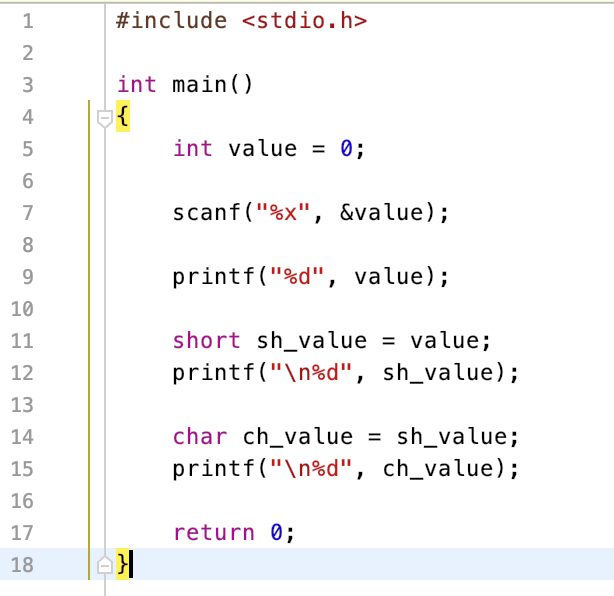 1 #include <stdio.h>
2
3 int main()
4 {
5     int value = 0;
6
7     scanf("%x", &value);
8
9     printf("%d", value);
10
11     short sh_value = value;
12     printf("\n%d", sh_value);
13
14     char ch_value = sh_value;
15     printf("\n%d", ch_value);
16
17     return 0;
18 }